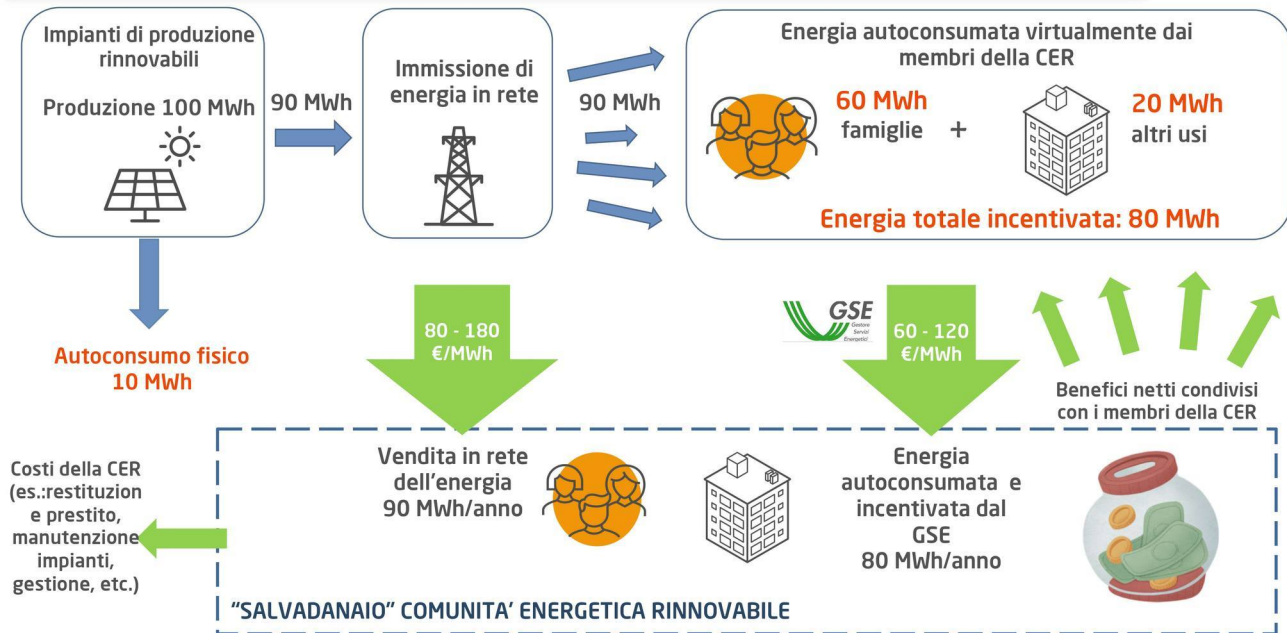 Impianti di produzione
rinnovabili
Produzione 100 MWh
90 MWh
Immissione di
energia in rete
90 MWh
Energia autoconsumata virtualmente dai
membri della CER
60 MWh
famiglie
+
20 MWh
altri usi
Energia totale incentivata: 80 MWh
Autoconsumo fisico
10 MWh
80 - 180
€/MWh
GSE
Gestore
Servizi
Energetici
60 - 120
€/MWh
Benefici netti condivisi
con i membri della CER
Costi della CER
(es.:restituzion
e prestito,
manutenzione
impianti,
gestione, etc.)
Vendita in rete
dell'energia
90 MWh/anno
Energia
autoconsumata e
incentivata dal
GSE
80 MWh/anno
"SALVADANAIO" COMUNITA' ENERGETICA RINNOVABILE